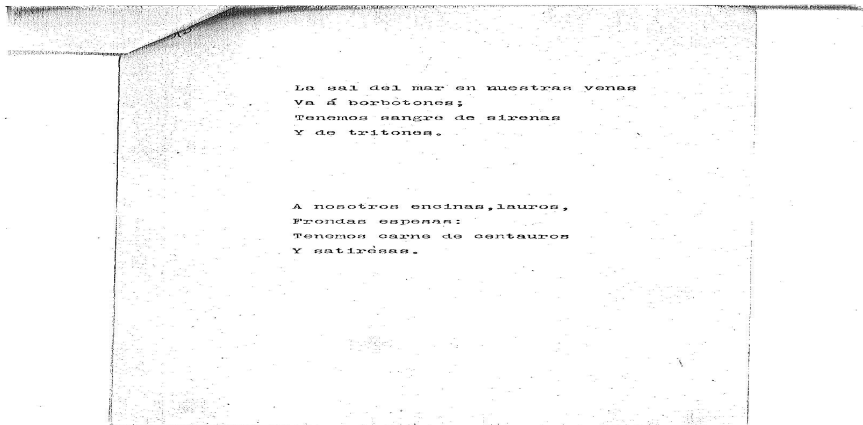 La sal del mar en nuestras venas
Va á borbotones;
Tenemos sangre de sirenas
Y de tritones.
A nosotros encinas,lauros,
Frondas espesas:
Tenemos carne de centauros
Y satirésas.